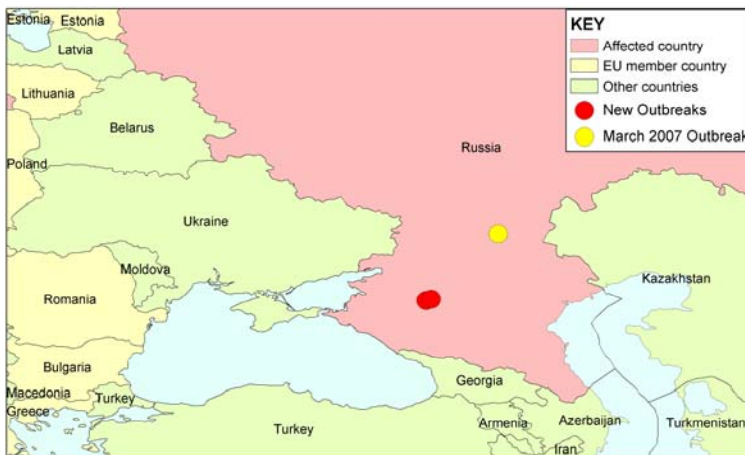 Estonia
Estonia
Latvia
Lithuania
Belarus
Poland
Russia
Ukraine
Moldova
Romania
Kazakhstan
Bulgaria
Macedonia
Greece
Turkey
Georgia
Turkey
Armenia
Azerbaijan
Iran
Turkmenistan
KEY
Affected country
EU member country
Other countries
New Outbreaks
March 2007 Outbreak